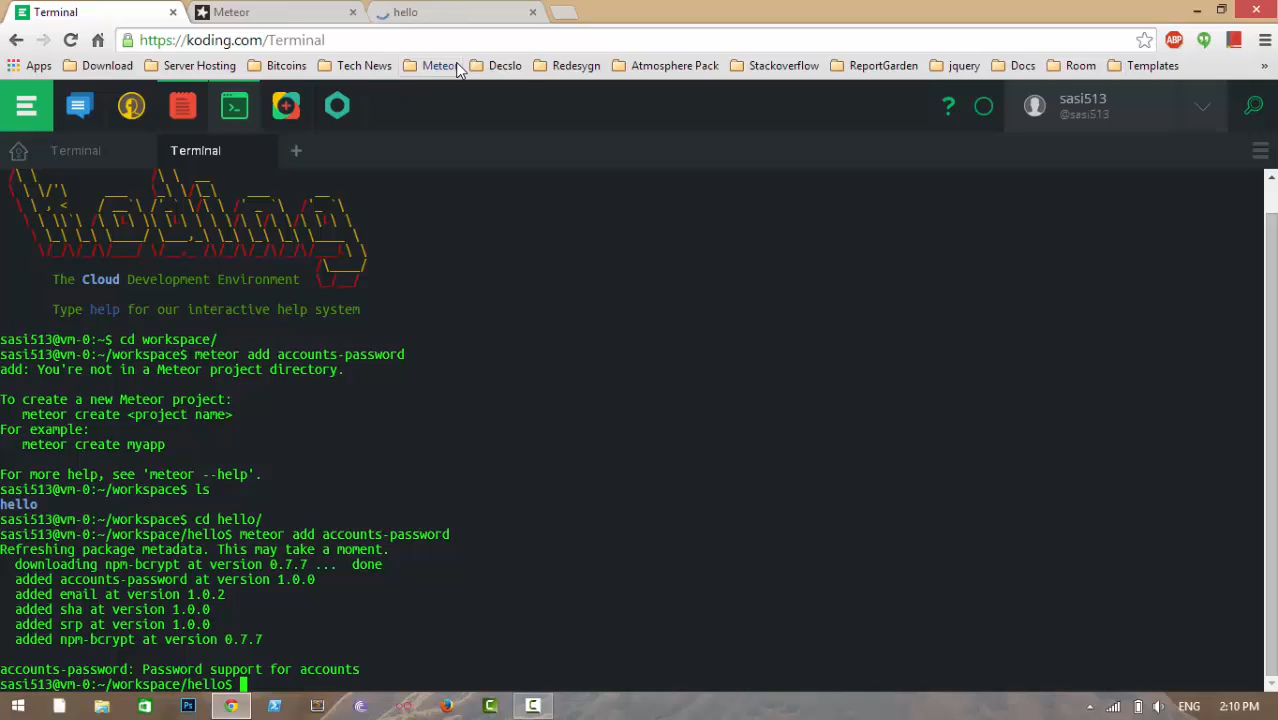 Terminal
Meteor
hello
https://koding.com/Terminal
Apps Download Server Hosting Bitcoins Tech News Meteor Decslo Redesygn Atmosphere Pack Stackoverflow ReportGarden jquery Docs Room Templates »
ABP
sasi513
@sasi513
Terminal
Terminal
The Cloud Development Environment
Type help for our interactive help system
sasi513@vm-0:~$ cd workspace/
sasi513@vm-0:~/workspace$ meteor add accounts-password
add: You're not in a Meteor project directory.
To create a new Meteor project:
meteor create <project name>
For example:
meteor create myapp
For more help, see 'meteor --help'.
sasi513@vm-0:~/workspace$ ls
hello
sasi513@vm-0:~/workspace$ cd hello/
sasi513@vm-0:~/workspace/hello$ meteor add accounts-password
Refreshing package metadata. This may take a moment.
downloading npm-bcrypt at version 0.7.7 ... done
added accounts-password at version 1.0.0
added email at version 1.0.2
added sha at version 1.0.0
added srp at version 1.0.0
added npm-bcrypt at version 0.7.7
accounts-password: Password support for accounts
sasi513@vm-0:~/workspace/hello$
Ps
ENG
2:10 PM